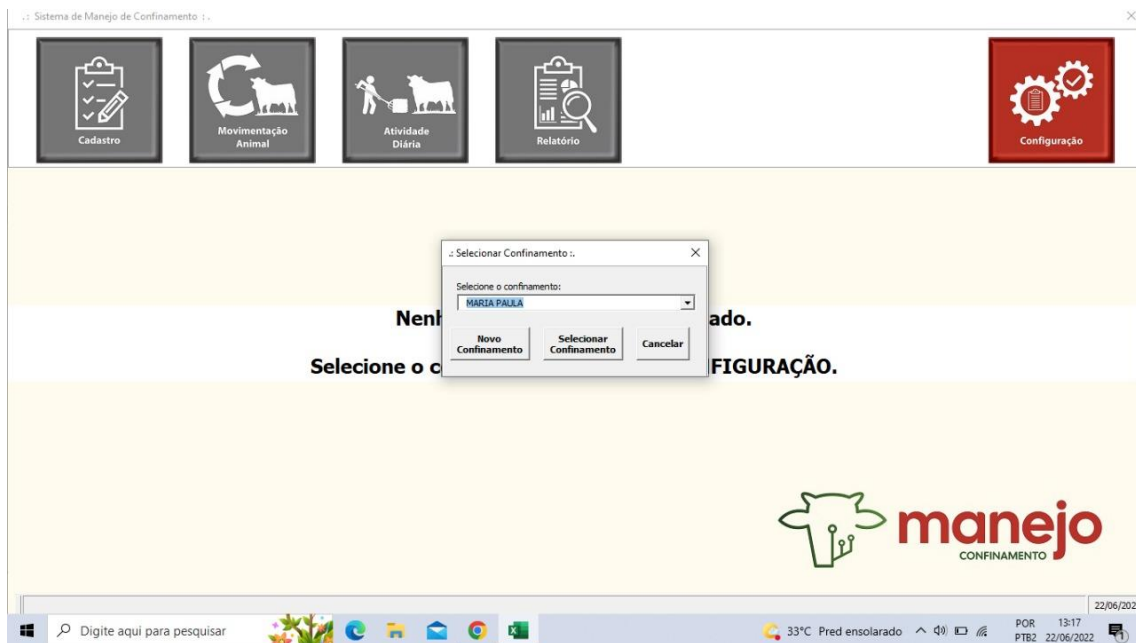 .: Sistema de Manejo de Confinamento :.
Cadastro
Movimentação
Animal
Atividade
Diária
Relatório
Configuração
.: Selecionar Confinamento :.
Selecione o confinamento:
MARIA PAULA
Nenh
ado.
Novo
Confinamento
Selecionar
Confinamento
Cancelar
Selecione o c
FIGURAÇÃO.
manejo
CONFINAMENTO
22/06/202
Digite aqui para pesquisar
33°C Pred ensolarado
POR
PTB2
13:17
22/06/2022
1